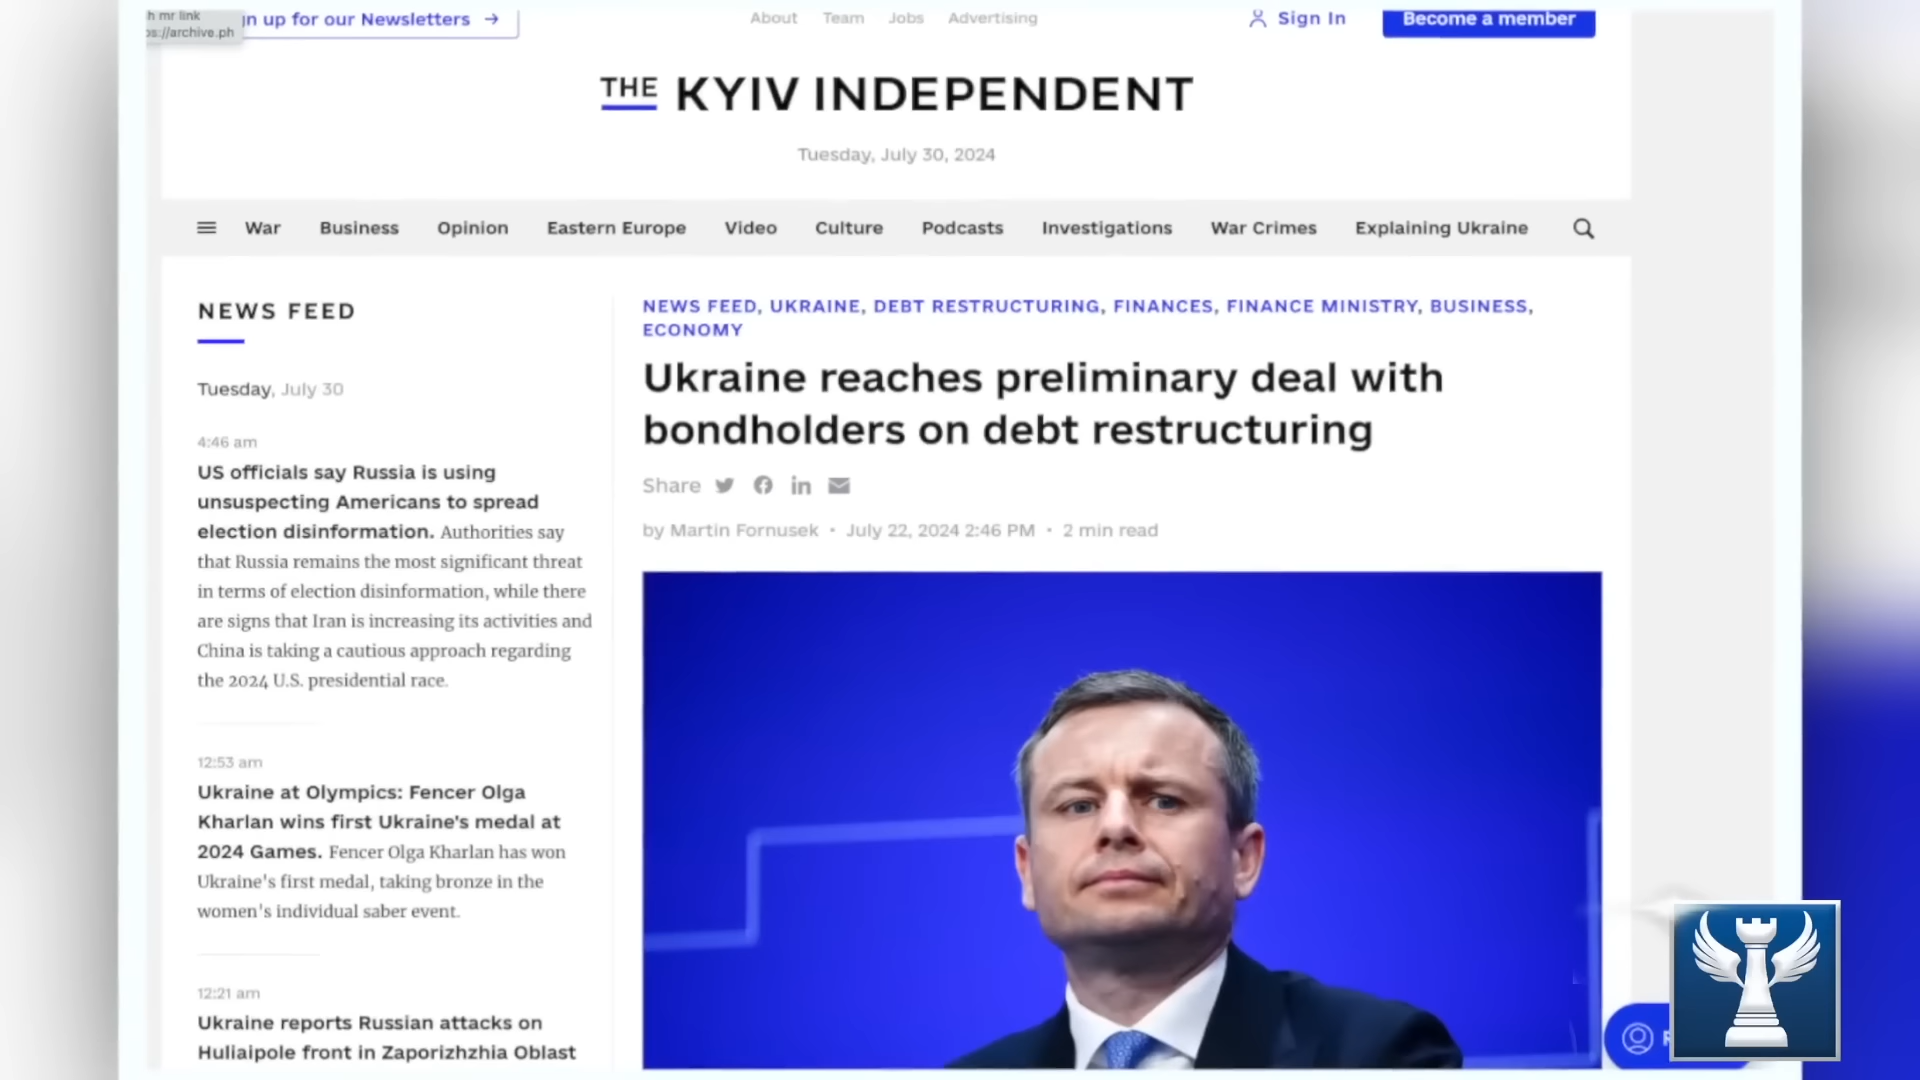 h mr link
os://archive.ph
gn up for our Newsletters →
About Team Jobs Advertising
Sign In
Become a member
THE KYIV INDEPENDENT
Tuesday, July 30, 2024
War Business Opinion Eastern Europe Video Culture Podcasts Investigations War Crimes Explaining Ukraine
NEWS FEED
Tuesday, July 30
4:46 am
US officials say Russia is using
unsuspecting Americans to spread
election disinformation. Authorities say
that Russia remains the most significant threat
in terms of election disinformation, while there
are signs that Iran is increasing its activities and
China is taking a cautious approach regarding
the 2024 U.S. presidential race.
12:53 am
Ukraine at Olympics: Fencer Olga
Kharlan wins first Ukraine's medal at
2024 Games. Fencer Olga Kharlan has won
Ukraine's first medal, taking bronze in the
women's individual saber event.
12:21 am
Ukraine reports Russian attacks on
Huliaipole front in Zaporizhzhia Oblast
NEWS FEED, UKRAINE, DEBT RESTRUCTURING, FINANCES, FINANCE MINISTRY, BUSINESS,
ECONOMY
Ukraine reaches preliminary deal with
bondholders on debt restructuring
Share
by Martin Fornusek • July 22, 2024 2:46 PM • 2 min read